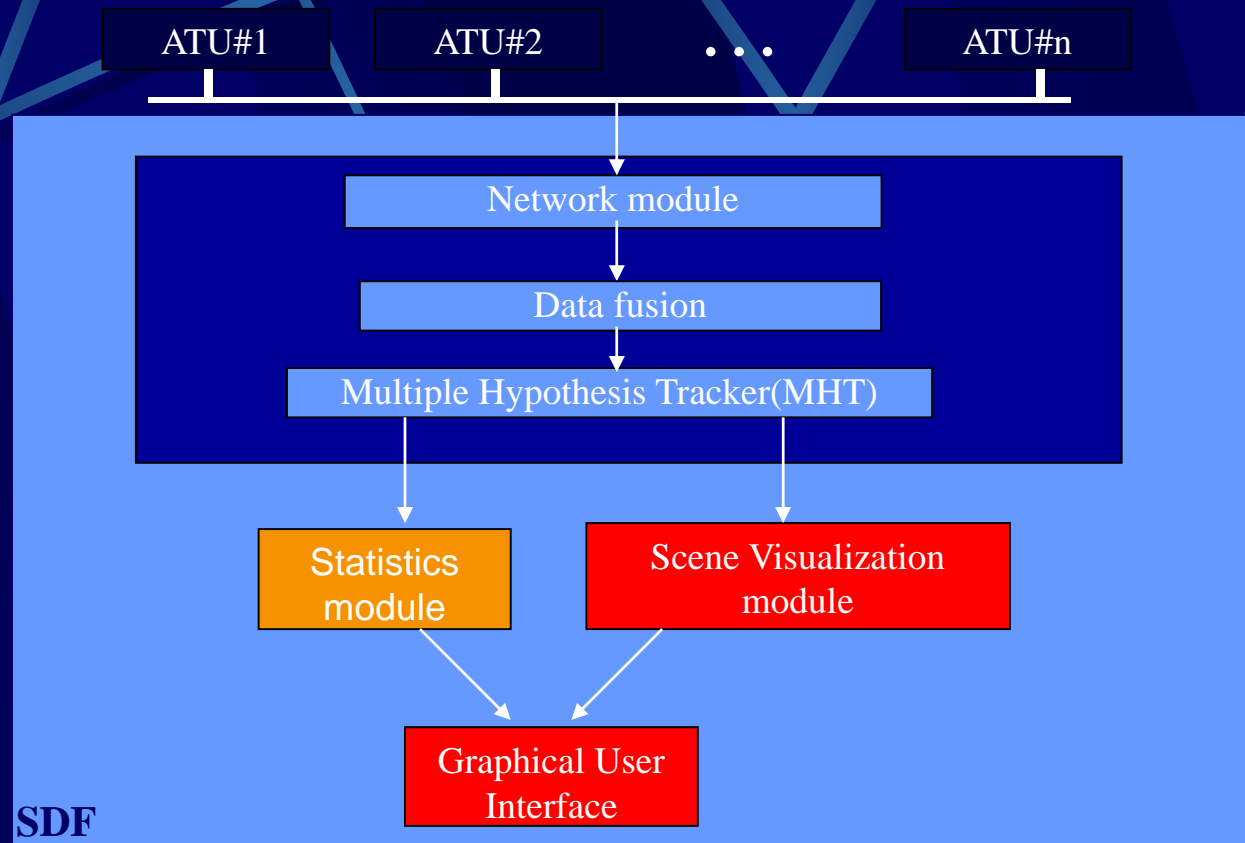 ATU#1
ATU#2
...
ATU#n
Network module
Data fusion
Multiple Hypothesis Tracker(MHT)
Statistics
module
Scene Visualization
module
Graphical User
Interface
SDF